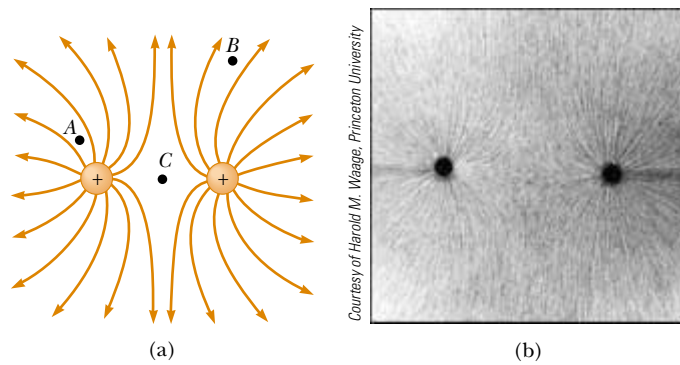 B
A
C
+
+
(a)
Courtesy of Harold M. Waage, Princeton University
(b)